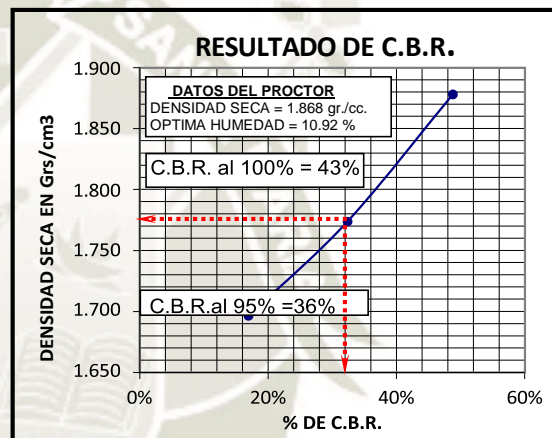 RESULTADO DE C.B.R.
DATOS DEL PROCTOR
DENSIDAD SECA = 1.868 gr./cc.
OPTIMA HUMEDAD = 10.92 %
C.B.R. al 100% = 43%
C.B.R.al 95% =36%
DENSIDAD SECA EN Grs/cm3
1.900
1.850
1.800
1.750
1.700
1.650
0%
20%
40%
60%
% DE C.B.R.